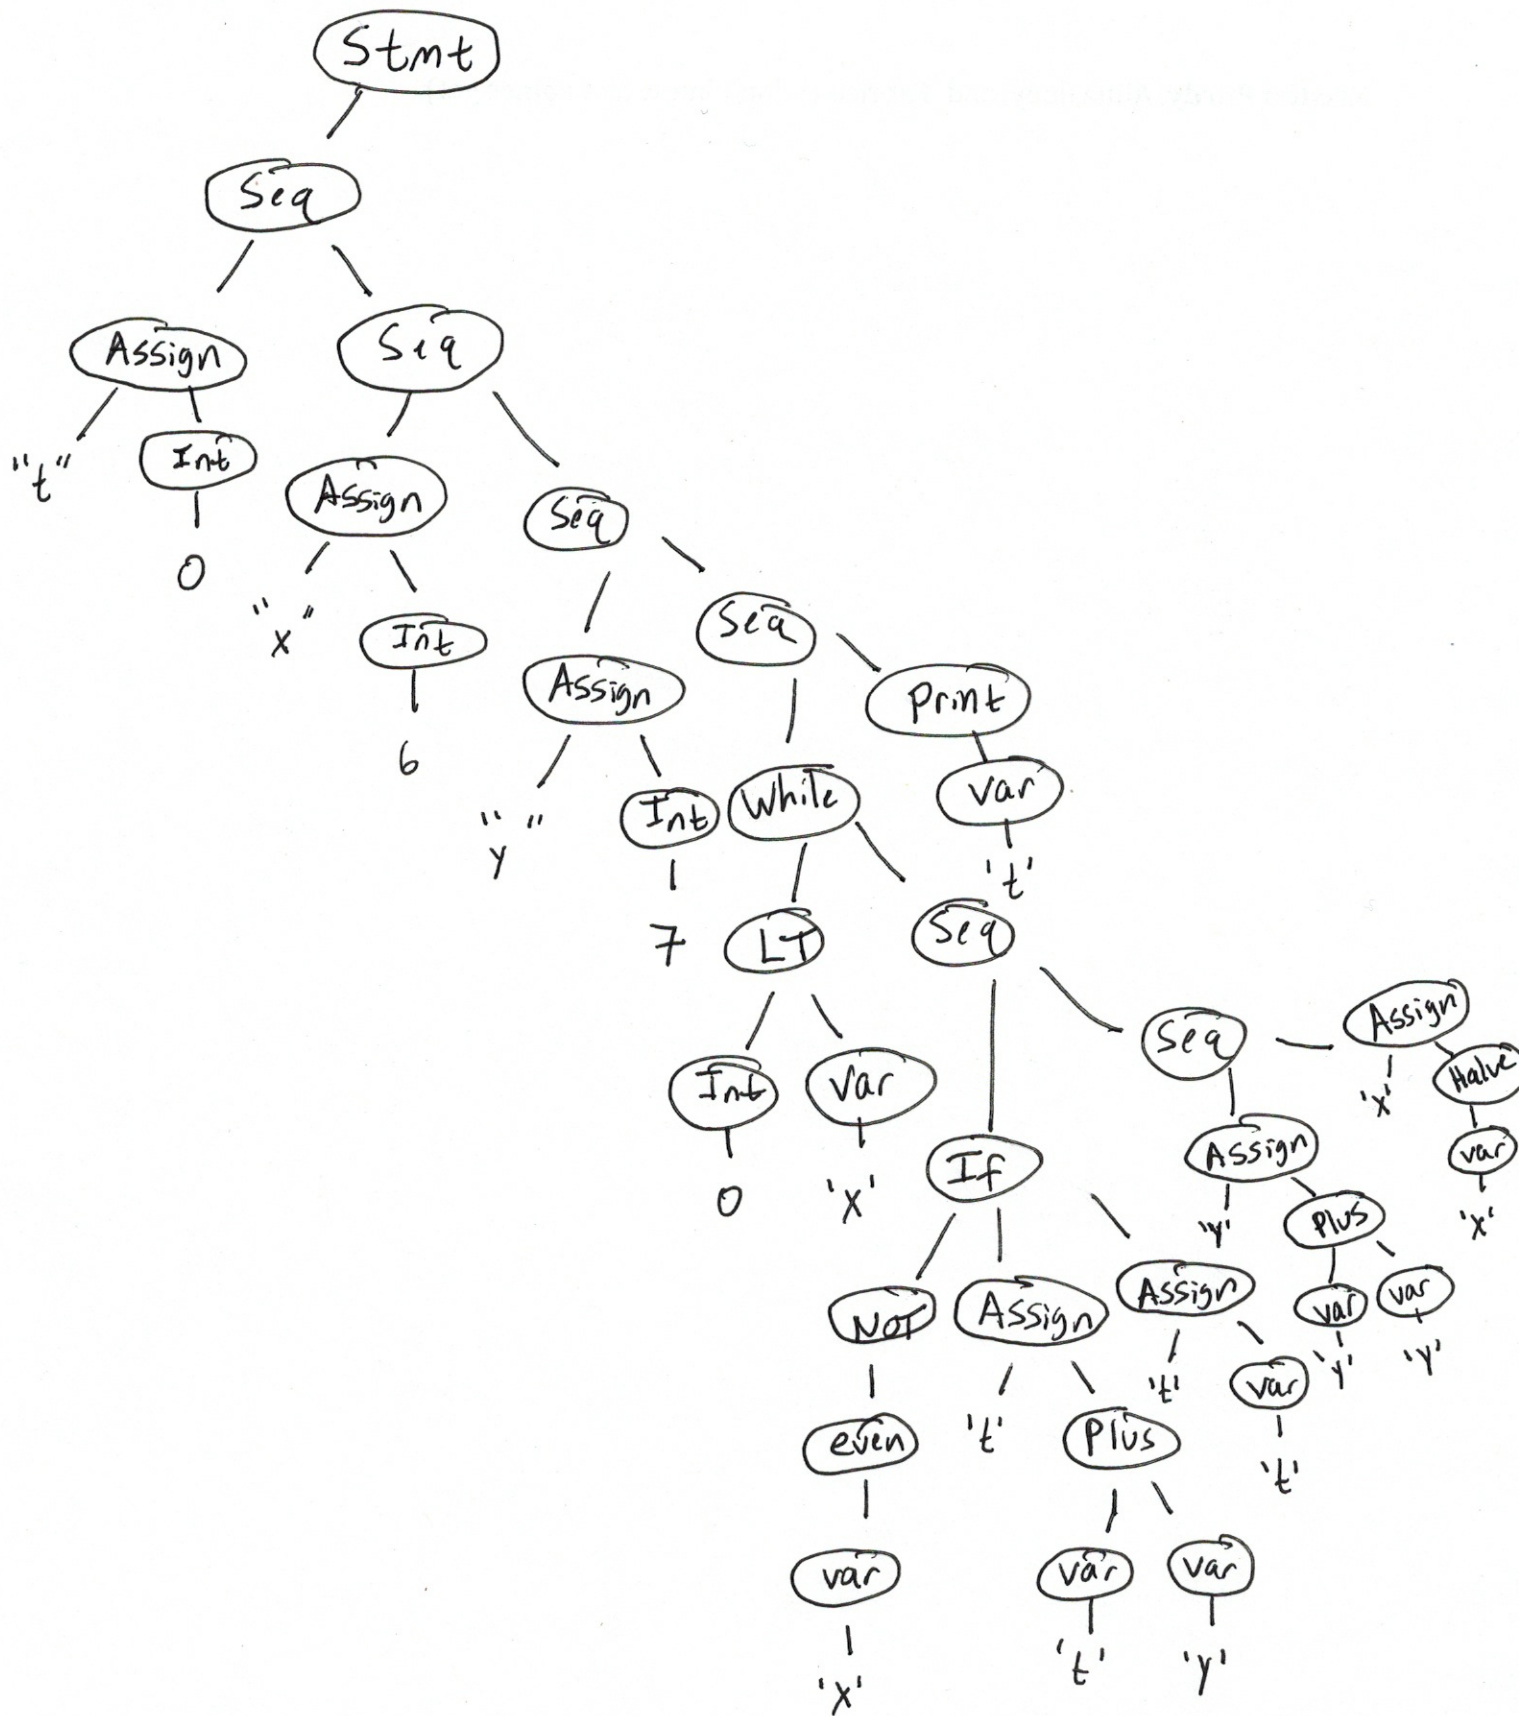 Stmt
Seq
Assign Seq
"t" Int Assign Seq
0 "x" Int Assign Seq Print
6 "y" Int While Var
7 LT Seq 't'
Int Var If Seq Assign
0 'x' 'x' Halve
Var
'x'
Assign
'y' Plus
Var Var
'y' 'y'
NOT Assign Assign
't' Var
't'
even 't' Plus
Var Var Var
'x' 't' 'y'